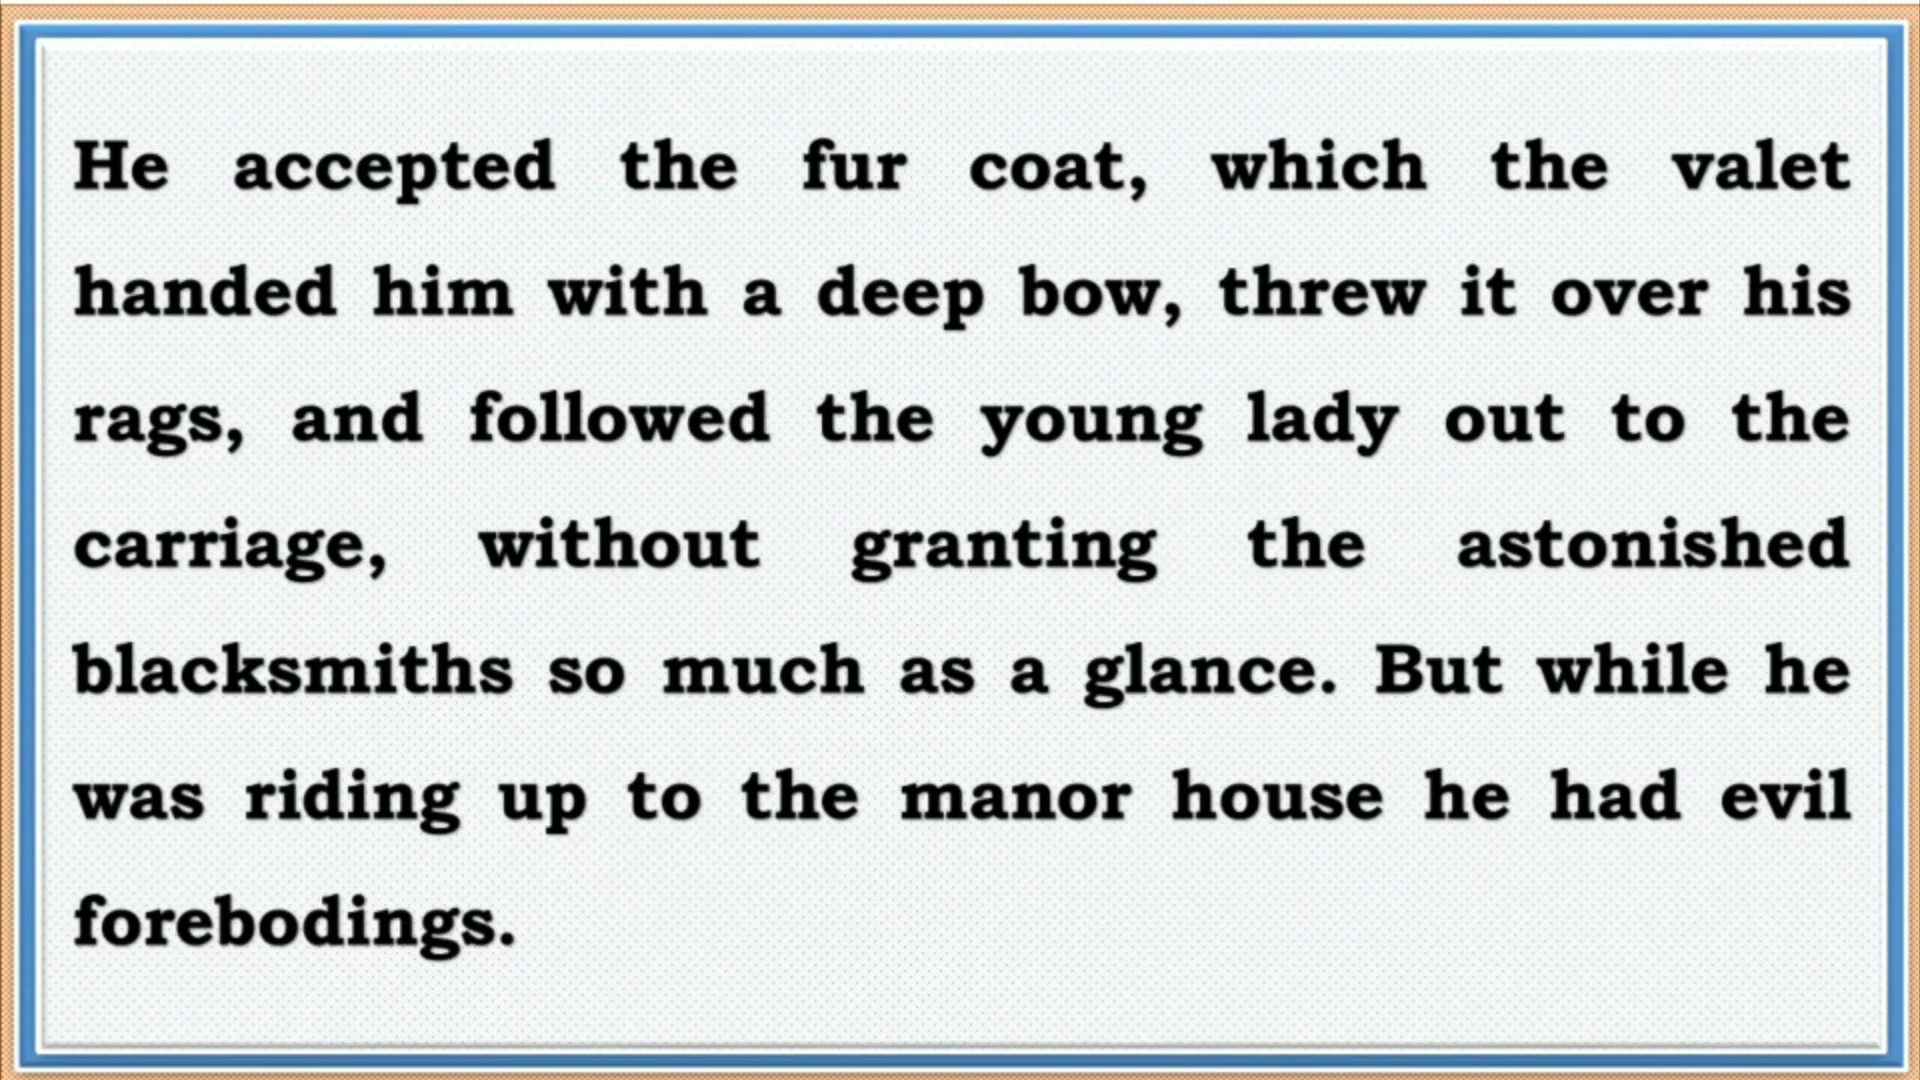 He accepted the fur coat, which the valet
handed him with a deep bow, threw it over his
rags, and followed the young lady out to the
carriage, without granting the astonished
blacksmiths so much as a glance. But while he
was riding up to the manor house he had evil
forebodings.